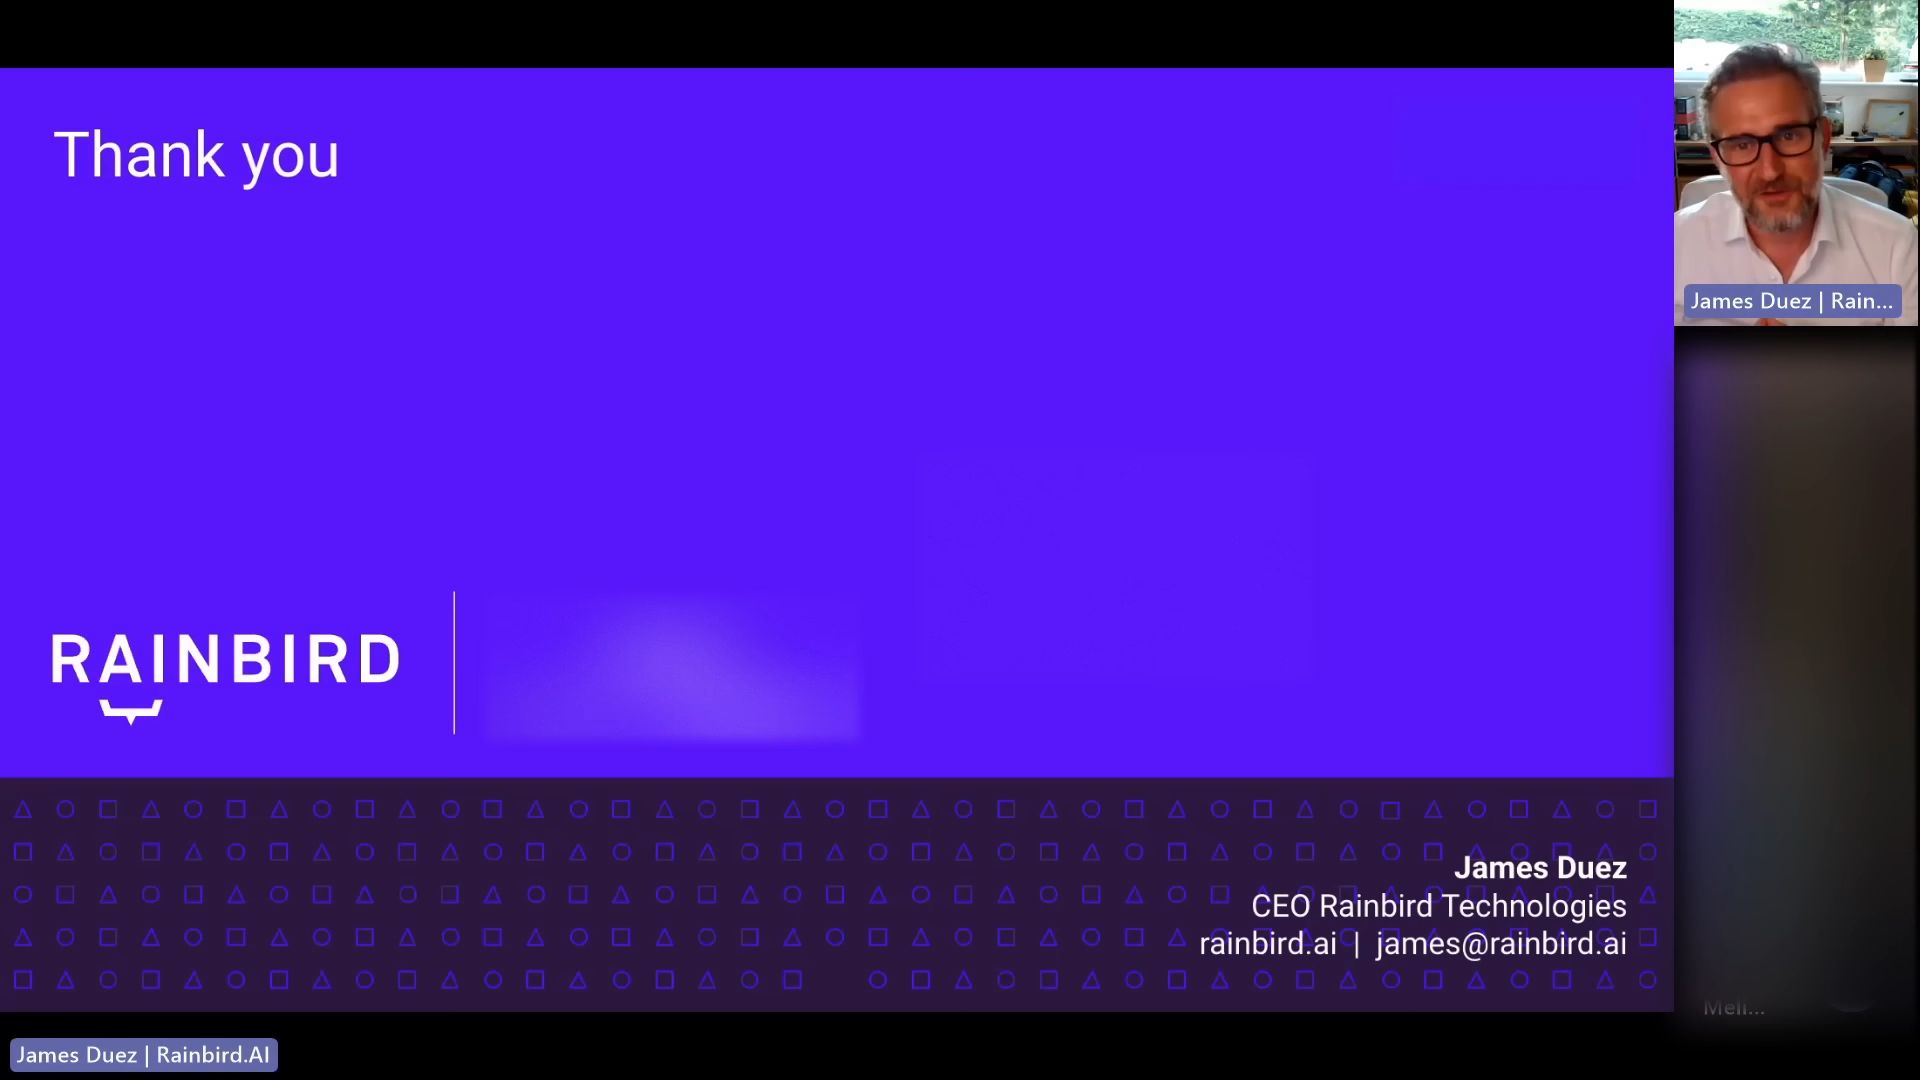 Thank you
RAINBIRD
James Duez
CEO Rainbird Technologies
rainbird.ai | james@rainbird.ai
James Duez | Rain...
Meli...
James Duez | Rainbird.AI